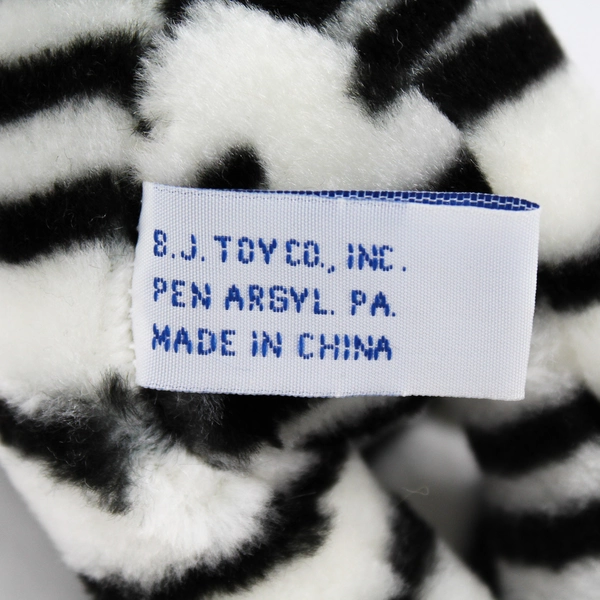 B.J. TOY CO., INC.
PEN ARGYL. PA.
MADE IN CHINA